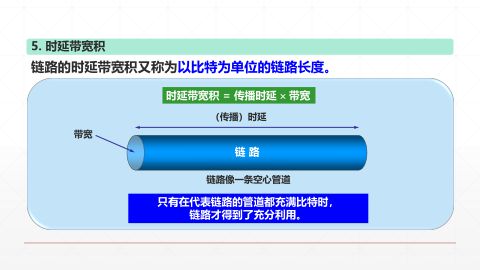 5. 时延带宽积
链路的时延带宽积又称为以比特为单位的链路长度。
时延带宽积 = 传播时延 × 带宽
（传播）时延
带宽
链 路
链路像一条空心管道
只有在代表链路的管道都充满比特时，
链路才得到了充分利用。